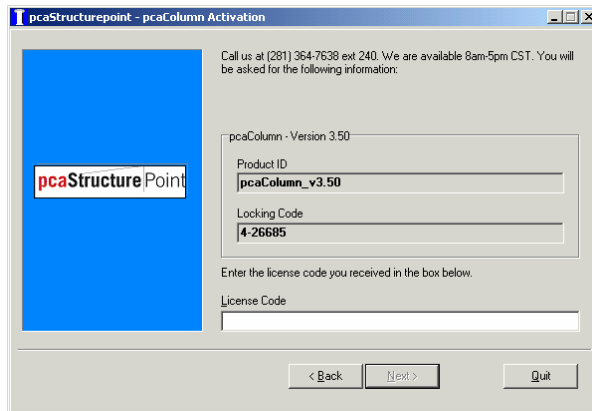 pcaStructurepoint - pcaColumn Activation
Call us at (281) 364-7638 ext 240. We are available 8am-5pm CST. You will
be asked for the following information:
pcaStructurePoint
pcaColumn - Version 3.50
Product ID
pcaColumn_v3.50
Locking Code
4-26685
Enter the license code you received in the box below.
License Code
< Back
Next >
Quit